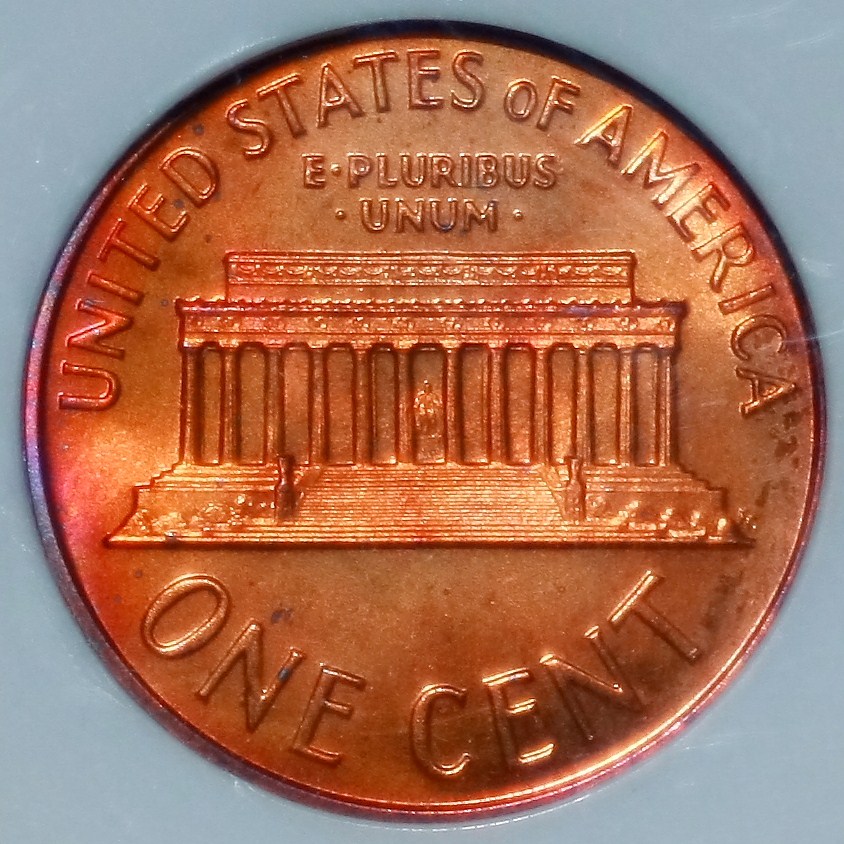 UNITED STATES OF AMERICA
E·PLURIBUS
·UNUM·
ONE CENT